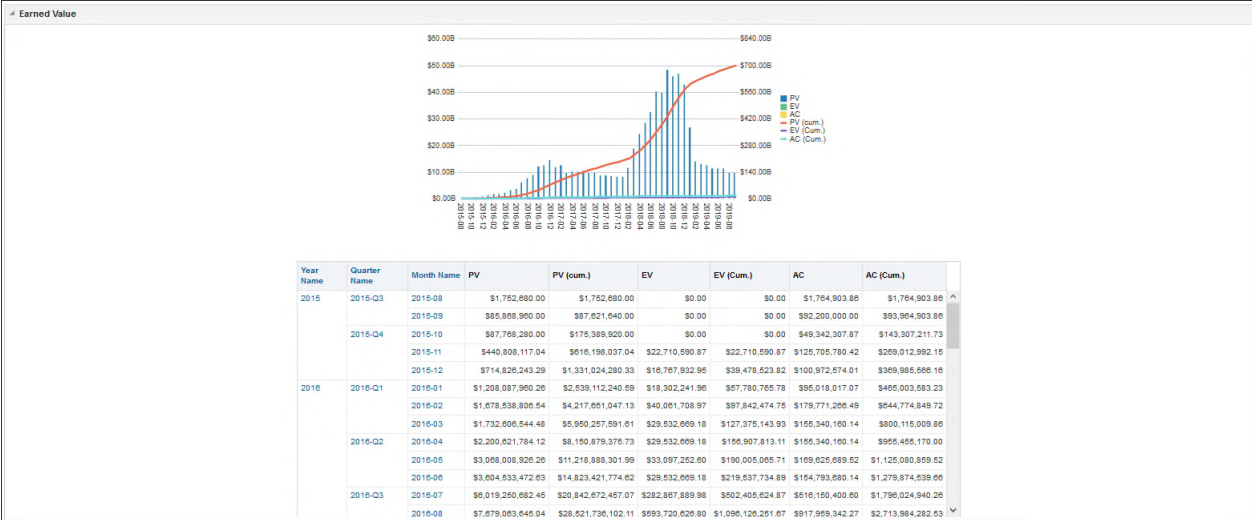 Earned Value
$60.00B
$50.00B
$40.00B
$30.00B
$20.00B
$10.00B
$0.00B
$840.00B
$700.00B
$560.00B
$420.00B
$280.00B
$140.00B
$0.00B
PV
EV
AC
PV (cum.)
EV (Cum.)
AC (Cum.)
2015-08 2015-10 2015-12 2016-02 2016-04 2016-06 2016-08 2016-10 2016-12 2017-02 2017-04 2017-06 2017-08 2017-10 2017-12 2018-02 2018-04 2018-06 2018-08 2018-10 2018-12 2019-02 2019-04 2019-06 2019-08
Year Name Quarter Name Month Name PV PV (cum.) EV EV (Cum.) AC AC (Cum.)
2015 2015-Q3 2015-08 $1,752,680.00 $1,752,680.00 $0.00 $0.00 $1,764,903.86 $1,764,903.86
2015-09 $85,868,960.00 $87,621,640.00 $0.00 $0.00 $92,200,000.00 $93,964,903.86
2015-Q4 2015-10 $87,768,280.00 $175,389,920.00 $0.00 $0.00 $49,342,307.87 $143,307,211.73
2015-11 $440,808,117.04 $616,198,037.04 $22,710,590.87 $22,710,590.87 $125,705,780.42 $269,012,992.15
2015-12 $714,826,243.29 $1,331,024,280.33 $16,767,932.95 $39,478,523.82 $100,972,574.01 $369,985,566.16
2016 2016-Q1 2016-01 $1,208,087,960.26 $2,539,112,240.59 $18,302,241.96 $57,780,765.78 $95,018,017.07 $465,003,583.23
2016-02 $1,678,538,806.54 $4,217,651,047.13 $40,061,708.97 $97,842,474.75 $179,771,266.49 $644,774,849.72
2016-03 $1,732,606,544.48 $5,950,257,591.61 $29,532,669.18 $127,375,143.93 $155,340,160.14 $800,115,009.86
2016-Q2 2016-04 $2,200,621,784.12 $8,150,879,375.73 $29,532,669.18 $156,907,813.11 $155,340,160.14 $955,455,170.00
2016-05 $3,068,008,926.26 $11,218,888,301.99 $33,097,252.60 $190,005,065.71 $169,625,689.52 $1,125,080,859.52
2016-06 $3,604,533,472.63 $14,823,421,774.62 $29,532,669.18 $219,537,734.89 $154,793,680.14 $1,279,874,539.66
2016-Q3 2016-07 $6,019,250,682.45 $20,842,672,457.07 $282,867,889.98 $502,405,624.87 $516,150,400.60 $1,796,024,940.26
2016-08 $7,679,063,645.04 $28,521,736,102.11 $593,720,626.80 $1,096,126,251.67 $917,959,342.27 $2,713,984,282.53